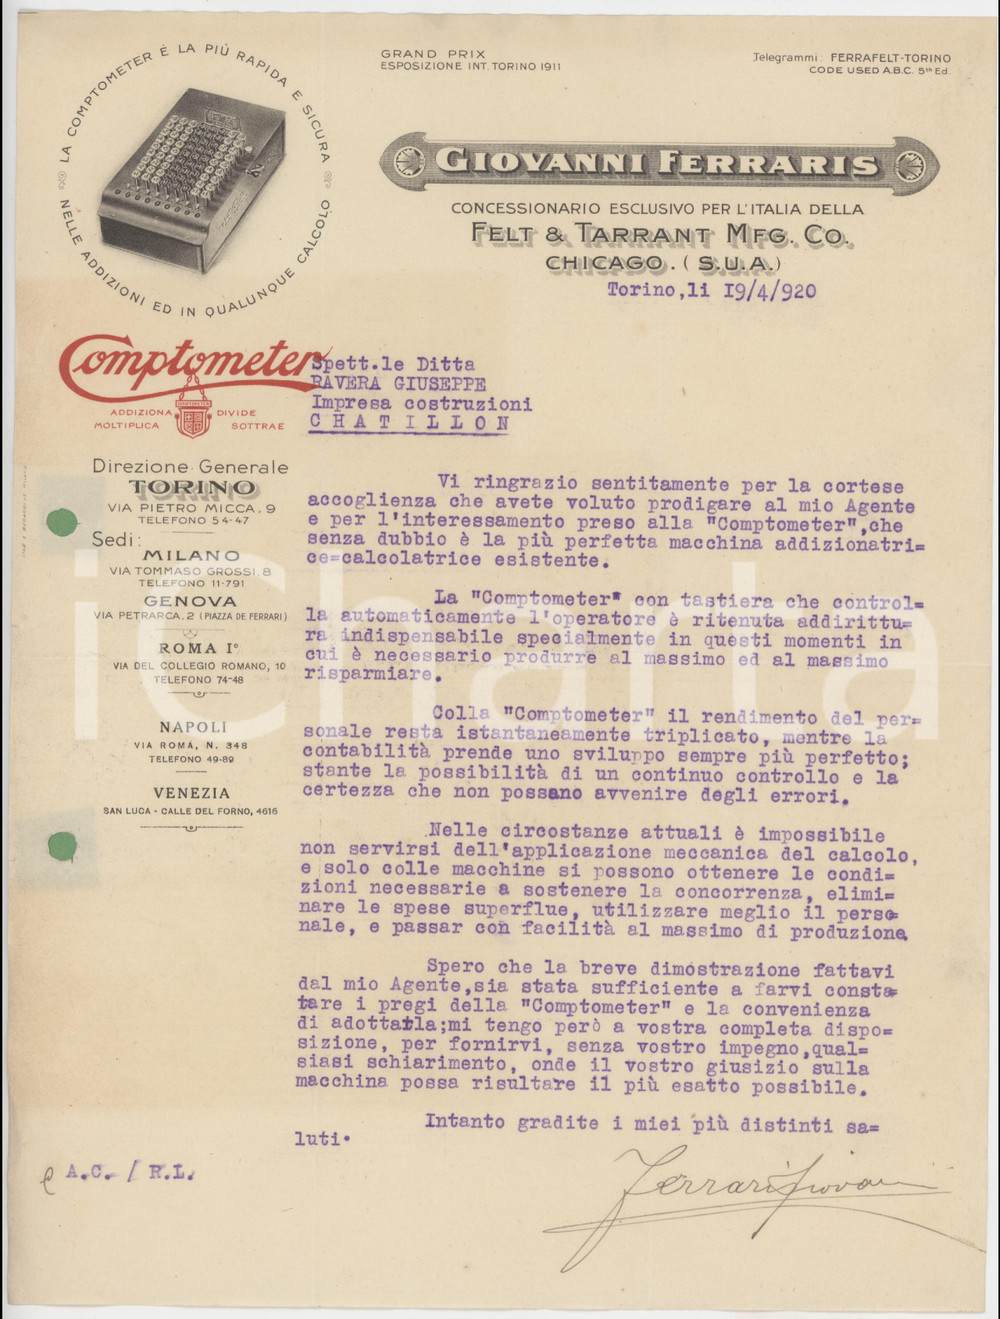 LA COMPTOMETER È LA PIÙ RAPIDA E SICURA
NELLE ADDIZIONI ED IN QUALUNQUE CALCOLO
GRAND PRIX
ESPOSIZIONE INT. TORINO 1911
Telegrammi: FERRAFELT-TORINO
CODE USED A.B.C. 5th Ed.
GIOVANNI FERRARIS
CONCESSIONARIO ESCLUSIVO PER L'ITALIA DELLA
FELT & TARRANT MFG. CO.
CHICAGO. (S.U.A.)
Torino,li 19/4/920
Comptometer
ADDIZIONA DIVIDE
MOLTIPLICA SOTTRAE
Spett.le Ditta
RAVERA GIUSEPPE
Impresa costruzioni
C H A T I L L O N
Direzione Generale
TORINO
VIA PIETRO MICCA, 9
TELEFONO 54-47
Sedi:
MILANO
VIA TOMMASO GROSSI. 8
TELEFONO 11-791
GENOVA
VIA PETRARCA. 2 (PIAZZA DE FERRARI)
ROMA I°
VIA DEL COLLEGIO ROMANO, 10
TELEFONO 74-48
NAPOLI
VIA ROMA, N. 348
TELEFONO 49-89
VENEZIA
SAN LUCA - CALLE DEL FORNO, 4616
Vi ringrazio sentitamente per la cortese
accoglienza che avete voluto prodigare al mio Agente
e per l'interessamento preso alla "Comptometer",che
senza dubbio è la più perfetta macchina addizionatri=
ce=calcolatrice esistente.
La "Comptometer" con tastiera che control=
la automaticamente l'operatore è ritenuta addirittu=
ra indispensabile specialmente in questi momenti in
cui è necessario produrre al massimo ed al massimo
risparmiare.
Colla "Comptometer" il rendimento del per=
sonale resta istantaneamente triplicato, mentre la
contabilità prende uno sviluppo sempre più perfetto;
stante la possibilità di un continuo controllo e la
certezza che non possano avvenire degli errori.
Nelle circostanze attuali è impossibile
non servirsi dell'applicazione meccanica del calcolo,
e solo colle macchine si possono ottenere le condi=
zioni necessarie a sostenere la concorrenza, elimi=
nare le spese superflue, utilizzare meglio il perso=
nale, e passar con facilità al massimo di produzione.
Spero che la breve dimostrazione fattavi
dal mio Agente,sia stata sufficiente a farvi consta=
tare i pregi della "Comptometer" e la convenienza
di adottarla;mi tengo però a vostra completa dispo=
sizione, per fornirvi, senza vostro impegno,qual=
siasi schiarimento, onde il vostro giusizio sulla
macchina possa risultare il più esatto possibile.
Intanto gradite i miei più distinti sa=
luti.
A.C. / R.L.
Ferraris Giovanni
iCharta